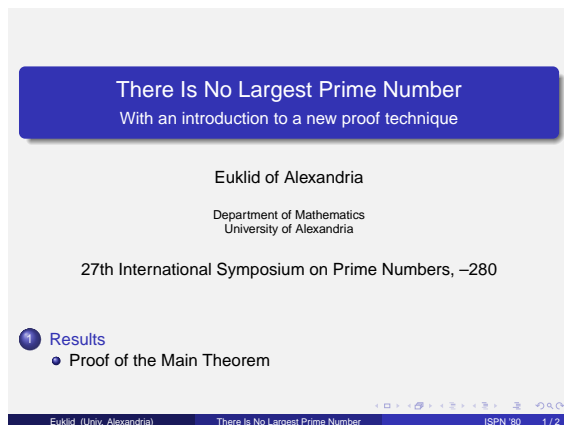 There Is No Largest Prime Number
With an introduction to a new proof technique
Euklid of Alexandria
Department of Mathematics
University of Alexandria
27th International Symposium on Prime Numbers, –280
1 Results
Proof of the Main Theorem
Euklid (Univ. Alexandria) There Is No Largest Prime Number ISPN '80 1 / 2